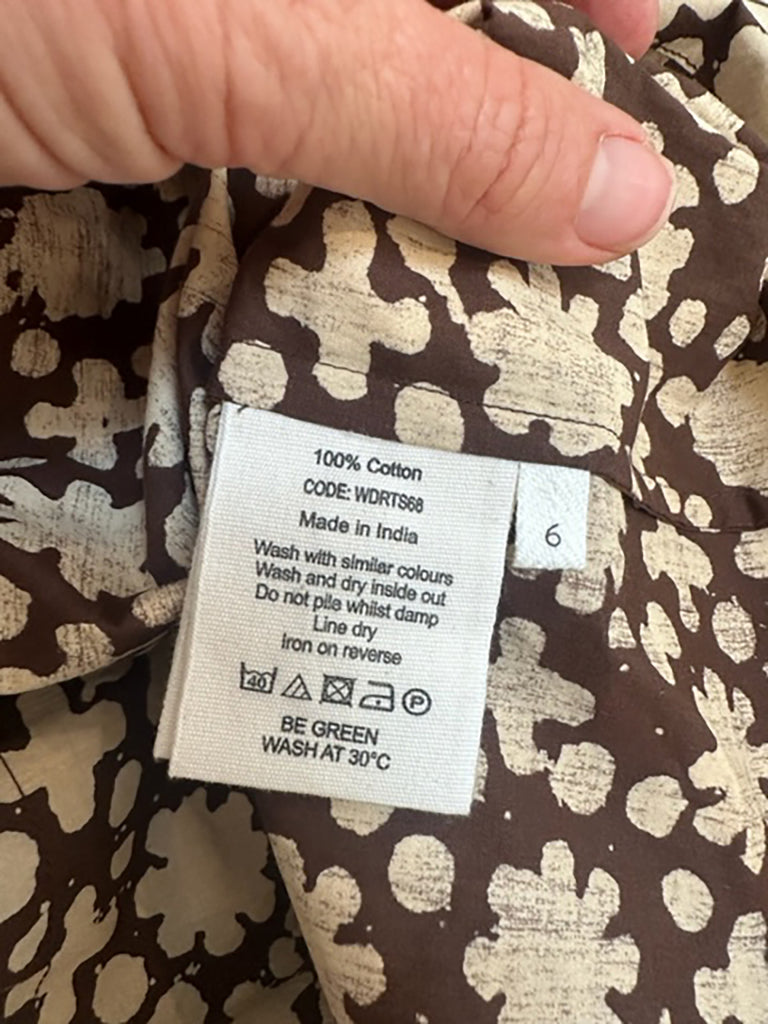 100% Cotton
CODE: WDRTS68
Made in India
Wash with similar colours
Wash and dry inside out
Do not pile whilst damp
Line dry
Iron on reverse
40 P
BE GREEN
WASH AT 30°C
6